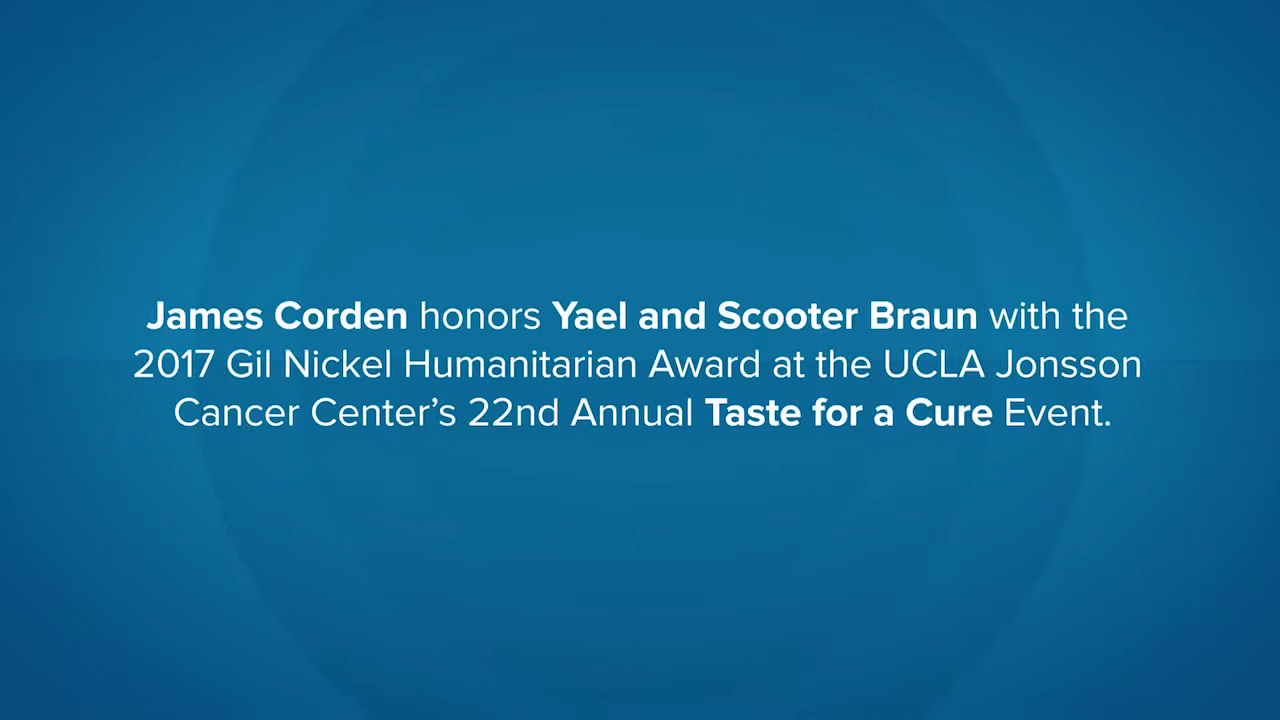 James Corden honors Yael and Scooter Braun with the
2017 Gil Nickel Humanitarian Award at the UCLA Jonsson
Cancer Center’s 22nd Annual Taste for a Cure Event.